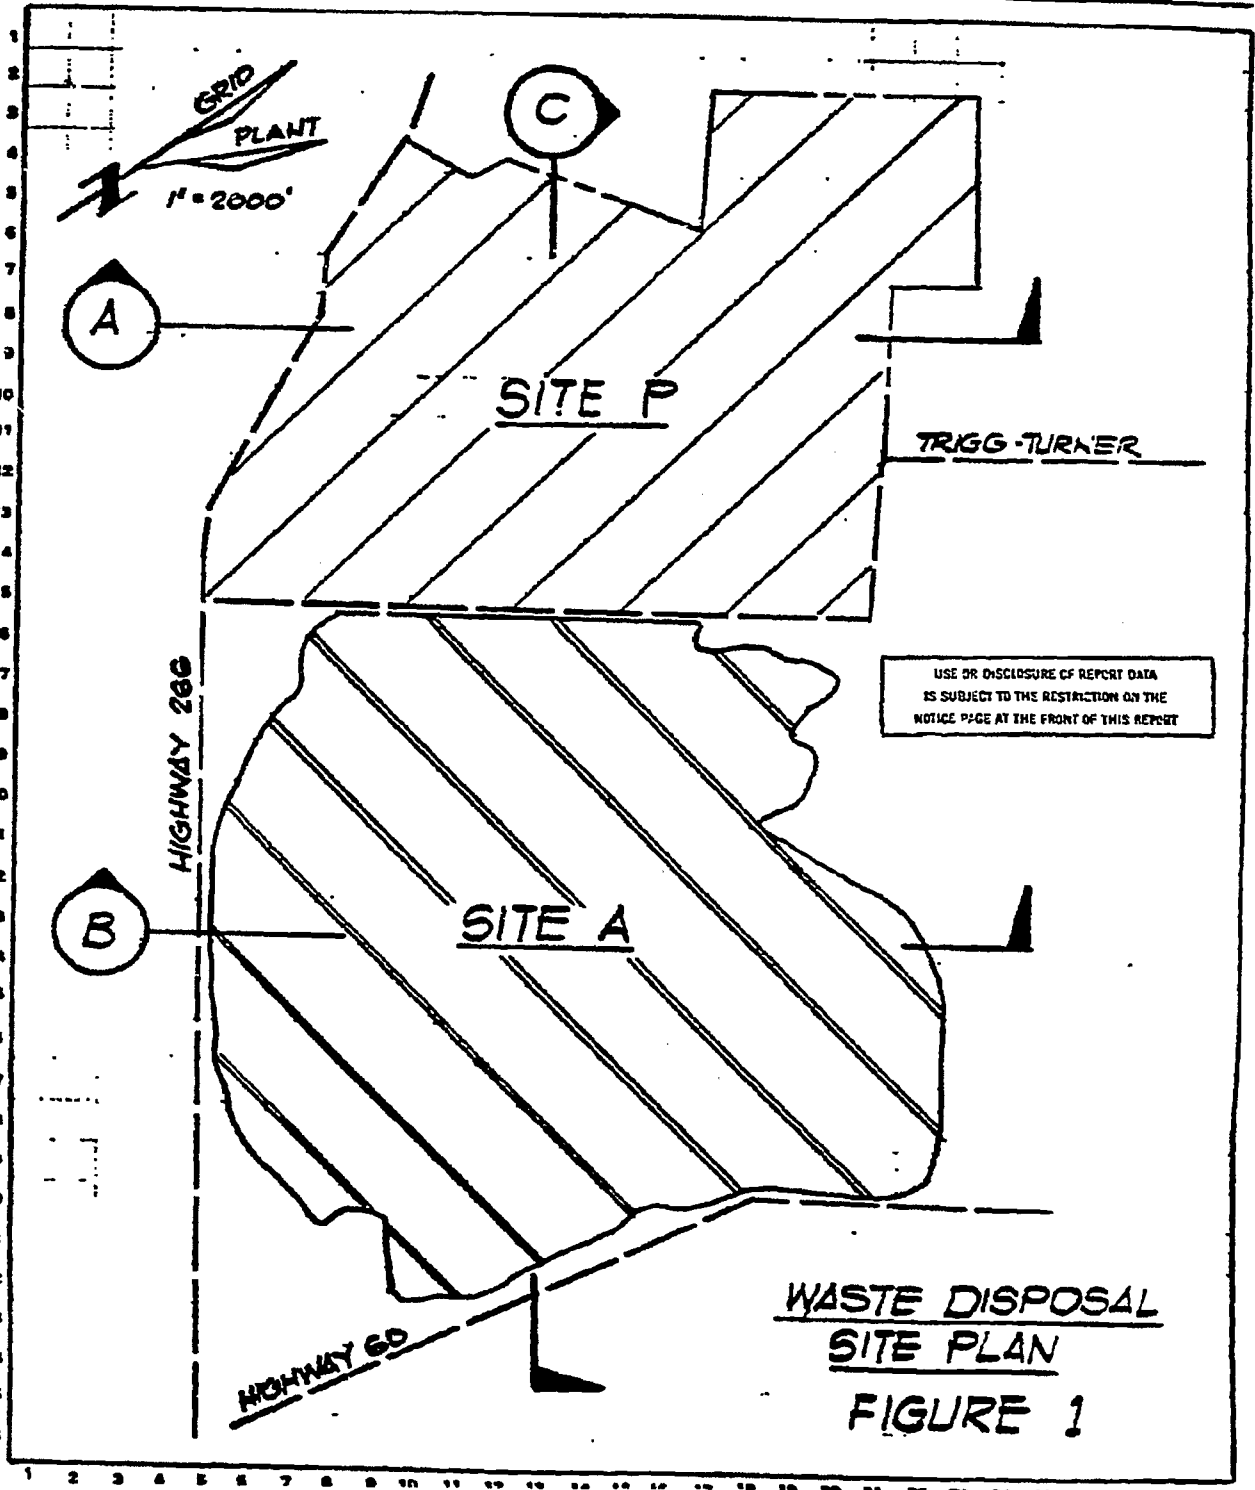 GRID
PLANT
1" = 2000'
C
A
SITE P
TRIGG-TURNER
USE OR DISCLOSURE OF REPORT DATA
IS SUBJECT TO THE RESTRICTION ON THE
NOTICE PAGE AT THE FRONT OF THIS REPORT
HIGHWAY 266
B
SITE A
HIGHWAY 60
WASTE DISPOSAL
SITE PLAN
FIGURE 1